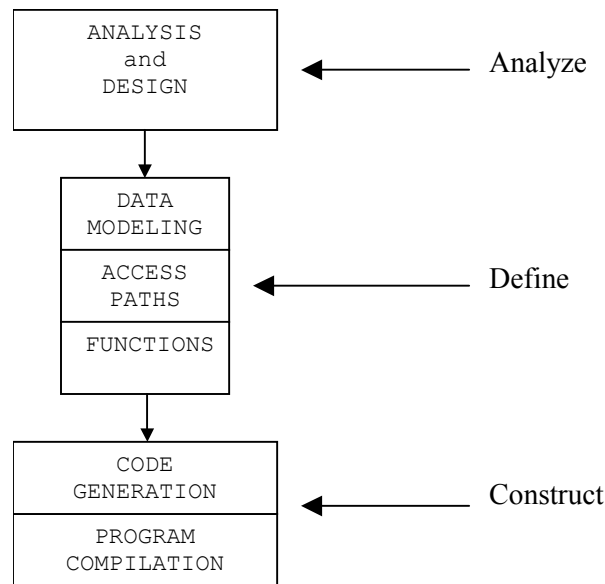 ANALYSIS
and
DESIGN
Analyze
DATA
MODELING
ACCESS
PATHS
Define
FUNCTIONS
CODE
GENERATION
Construct
PROGRAM
COMPILATION